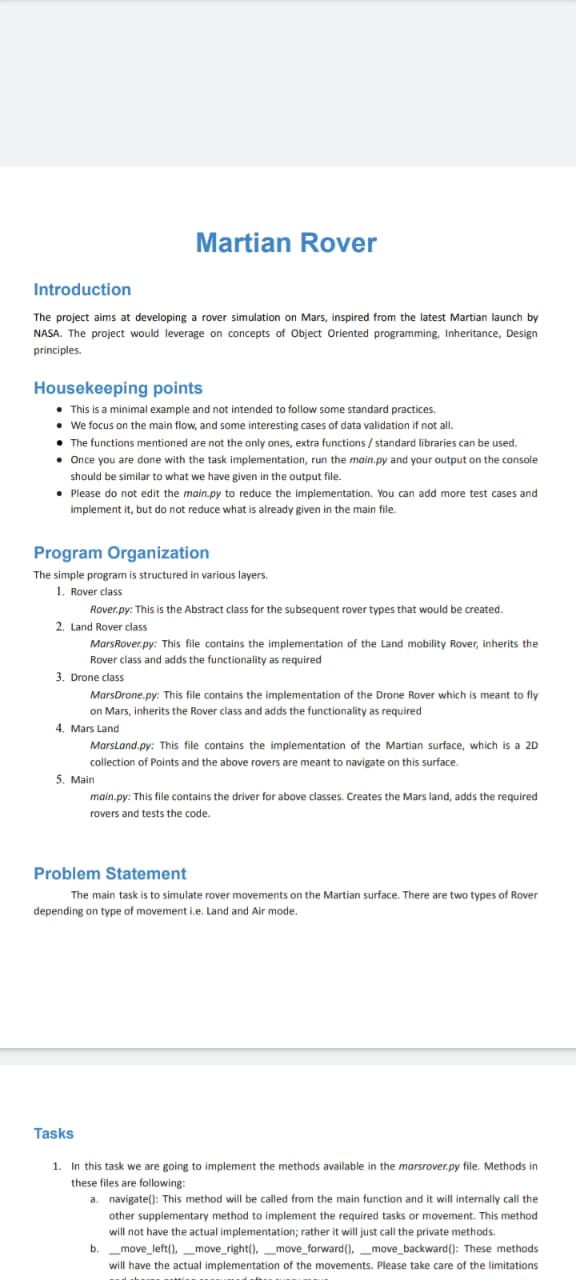 Martian Rover
Introduction
The project aims at developing a rover simulation on Mars, inspired from the latest Martian launch by
NASA. The project would leverage on concepts of Object Oriented programming, Inheritance, Design
principles.
Housekeeping points
● This is a minimal example and not intended to follow some standard practices.
● We focus on the main flow, and some interesting cases of data validation if not all.
● The functions mentioned are not the only ones, extra functions / standard libraries can be used.
● Once you are done with the task implementation, run the main.py and your output on the console
should be similar to what we have given in the output file.
● Please do not edit the main.py to reduce the implementation. You can add more test cases and
implement it, but do not reduce what is already given in the main file.
Program Organization
The simple program is structured in various layers.
1. Rover class
Rover.py: This is the Abstract class for the subsequent rover types that would be created.
2. Land Rover class
MarsRover.py: This file contains the implementation of the Land mobility Rover, inherits the
Rover class and adds the functionality as required
3. Drone class
MarsDrone.py: This file contains the implementation of the Drone Rover which is meant to fly
on Mars, inherits the Rover class and adds the functionality as required
4. Mars Land
MarsLand.py: This file contains the implementation of the Martian surface, which is a 2D
collection of Points and the above rovers are meant to navigate on this surface.
5. Main
main.py: This file contains the driver for above classes. Creates the Mars land, adds the required
rovers and tests the code.
Problem Statement
The main task is to simulate rover movements on the Martian surface. There are two types of Rover
depending on type of movement i.e. Land and Air mode.
Tasks
1. In this task we are going to implement the methods available in the marsrover.py file. Methods in
these files are following:
a. navigate(): This method will be called from the main function and it will internally call the
other supplementary method to implement the required tasks or movement. This method
will not have the actual implementation; rather it will just call the private methods.
b. __move_left(), __move_right(), __move_forward(), __move_backward(): These methods
will have the actual implementation of the movements. Please take care of the limitations